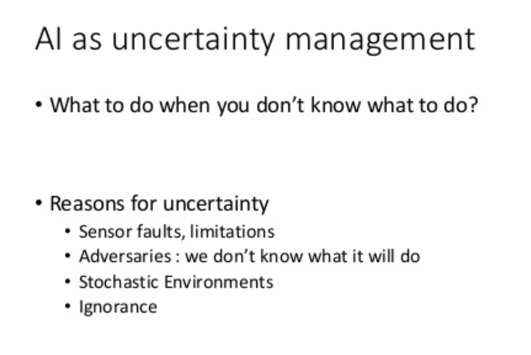 AI as uncertainty management
• What to do when you don't know what to do?
• Reasons for uncertainty
• Sensor faults, limitations
• Adversaries : we don't know what it will do
• Stochastic Environments
• Ignorance